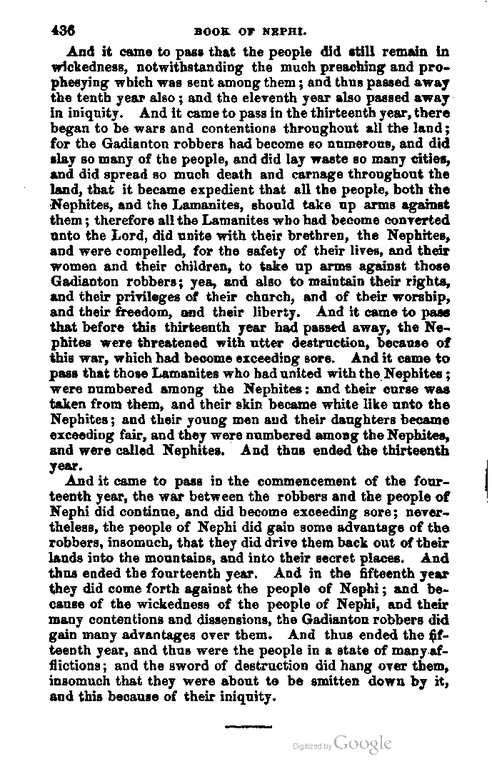 436 BOOK OF NEPHI.
And it came to pass that the people did still remain in
wickedness, notwithstanding the much preaching and pro-
phesying which was sent among them; and thus passed away
the tenth year also; and the eleventh year also passed away
in iniquity. And it came to pass in the thirteenth year, there
began to be wars and contentions throughout all the land;
for the Gadianton robbers had become so numerous, and did
slay so many of the people, and did lay waste so many cities,
and did spread so much death and carnage throughout the
land, that it became expedient that all the people, both the
Nephites, and the Lamanites, should take up arms against
them; therefore all the Lamanites who had become converted
unto the Lord, did unite with their brethren, the Nephites,
and were compelled, for the safety of their lives, and their
women and their children, to take up arms against those
Gadianton robbers; yea, and also to maintain their rights,
and their privileges of their church, and of their worship,
and their freedom, and their liberty. And it came to pass
that before this thirteenth year had passed away, the Ne-
phites were threatened with utter destruction, because of
this war, which had become exceeding sore. And it came to
pass that those Lamanites who had united with the Nephites;
were numbered among the Nephites: and their curse was
taken from them, and their skin became white like unto the
Nephites; and their young men and their daughters became
exceeding fair, and they were numbered among the Nephites,
and were called Nephites. And thus ended the thirteenth
year.
And it came to pass in the commencement of the four-
teenth year, the war between the robbers and the people of
Nephi did continue, and did become exceeding sore; never-
theless, the people of Nephi did gain some advantage of the
robbers, insomuch, that they did drive them back out of their
lands into the mountains, and into their secret places. And
thus ended the fourteenth year. And in the fifteenth year
they did come forth against the people of Nephi; and be-
cause of the wickedness of the people of Nephi, and their
many contentions and dissensions, the Gadianton robbers did
gain many advantages over them. And thus ended the fif-
teenth year, and thus were the people in a state of many af-
flictions; and the sword of destruction did hang over them,
insomuch that they were about to be smitten down by it,
and this because of their iniquity.
Digitized by Google